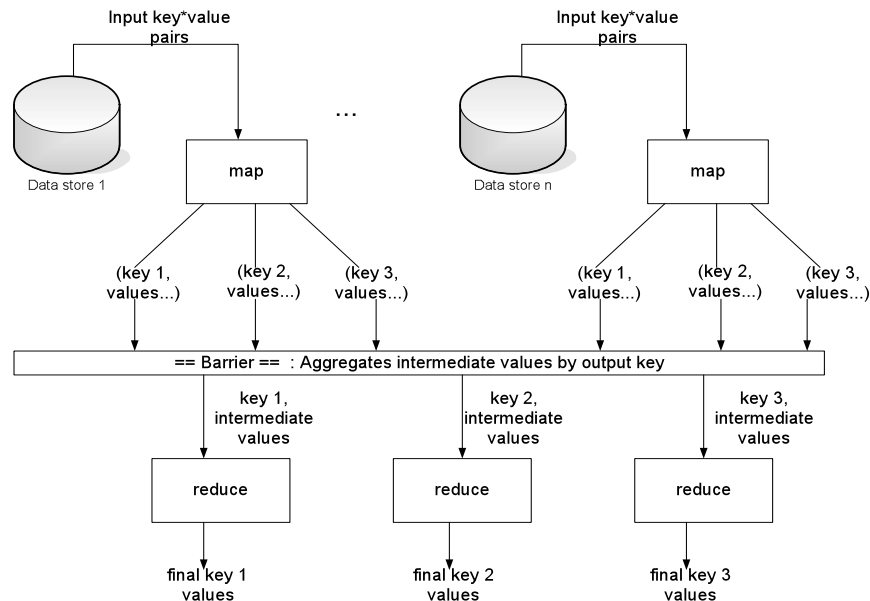 Input key*value
pairs
Input key*value
pairs
...
Data store 1
map
Data store n
map
(key 1,
values...)
(key 2,
values...)
(key 3,
values...)
(key 1,
values...)
(key 2,
values...)
(key 3,
values...)
== Barrier == : Aggregates intermediate values by output key
key 1,
intermediate
values
key 2,
intermediate
values
key 3,
intermediate
values
reduce
reduce
reduce
final key 1
values
final key 2
values
final key 3
values